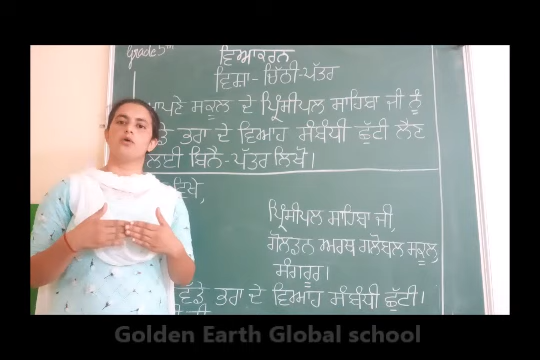 Grade 5th
ਵਿਆਕਰਨ
ਵਿਸ਼ਾ - ਚਿੱਠੀ-ਪੱਤਰ
ਸਕੂਲ ਦੇ ਪ੍ਰਿੰਸੀਪਲ ਸਾਹਿਬਾ ਜੀ ਨੂੰ
ਭਰਾ ਦੇ ਵਿਆਹ ਸੰਬੰਧੀ ਛੁੱਟੀ ਲੈਣ
ਲਈ ਬਿਨੈ-ਪੱਤਰ ਲਿਖੋ।
ਵਿਖੇ,
ਪ੍ਰਿੰਸੀਪਲ ਸਾਹਿਬਾ ਜੀ,
ਗੋਲਡਨ ਅਰਥ ਗਲੋਬਲ ਸਕੂਲ,
ਸੰਗਰੂਰ।
ਵੱਡੇ ਭਰਾ ਦੇ ਵਿਆਹ ਸੰਬੰਧੀ ਛੁੱਟੀ।
Golden Earth Global school